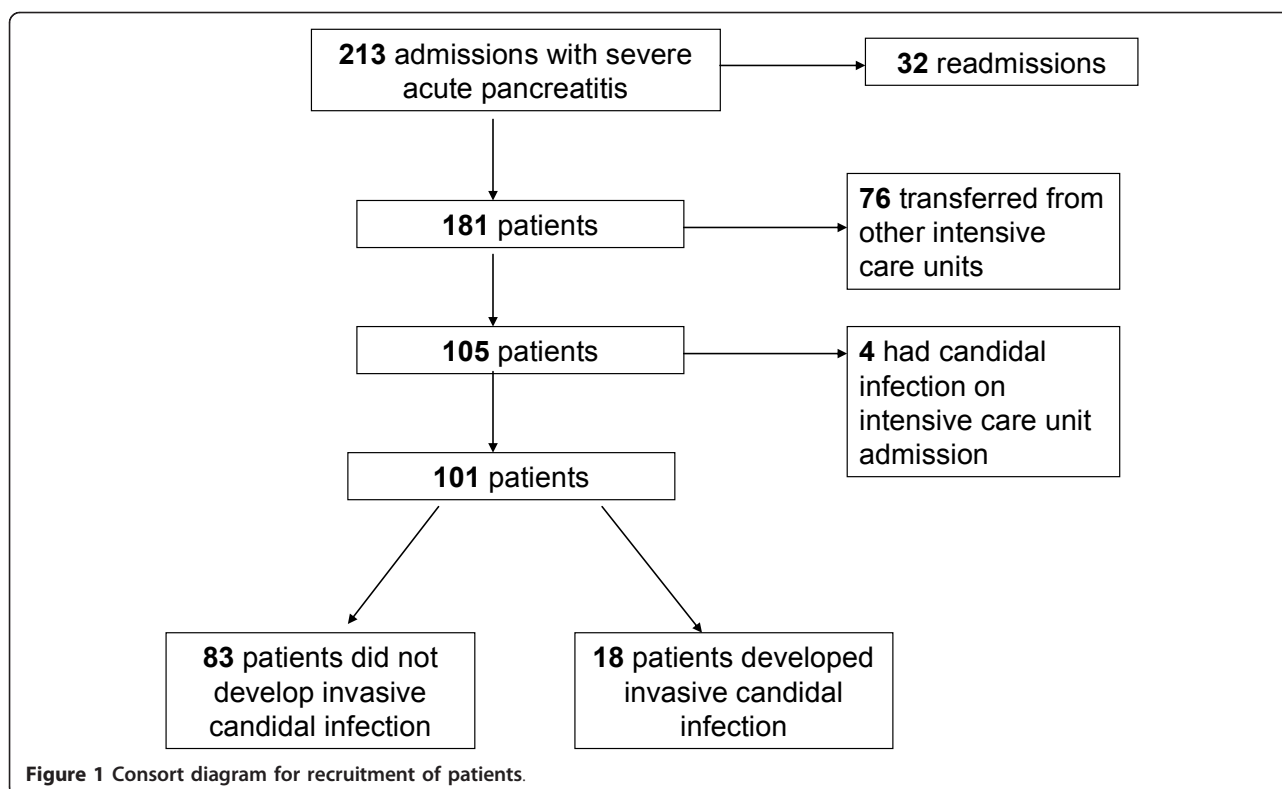 213 admissions with severe
acute pancreatitis
32 readmissions
181 patients
76 transferred from
other intensive
care units
105 patients
4 had candidal
infection on
intensive care unit
admission
101 patients
83 patients did not
develop invasive
candidal infection
18 patients developed
invasive candidal
infection
Figure 1 Consort diagram for recruitment of patients.